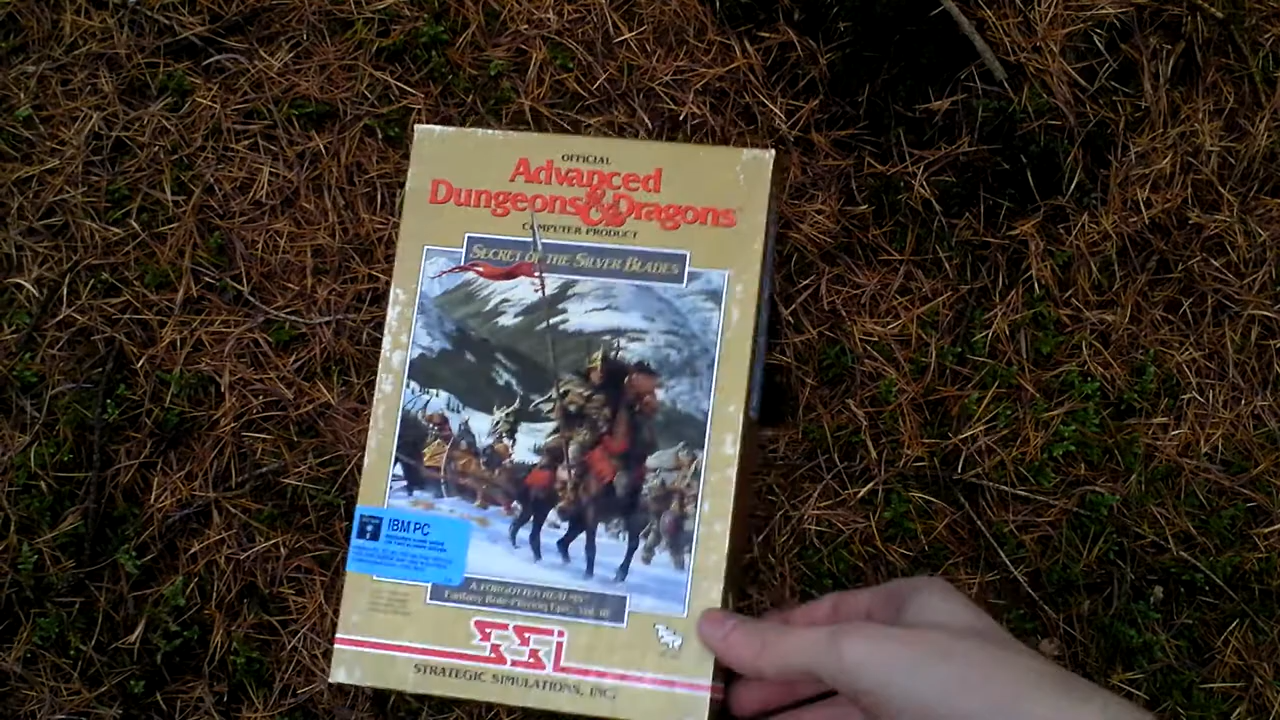 OFFICIAL
Advanced
Dungeons & Dragons
COMPUTER PRODUCT
SECRET OF THE SILVER BLADES
IBM PC
A FORGOTTEN REALMS
Fantasy Role-Playing Epic, Vol. III
SSI
STRATEGIC SIMULATIONS, INC.